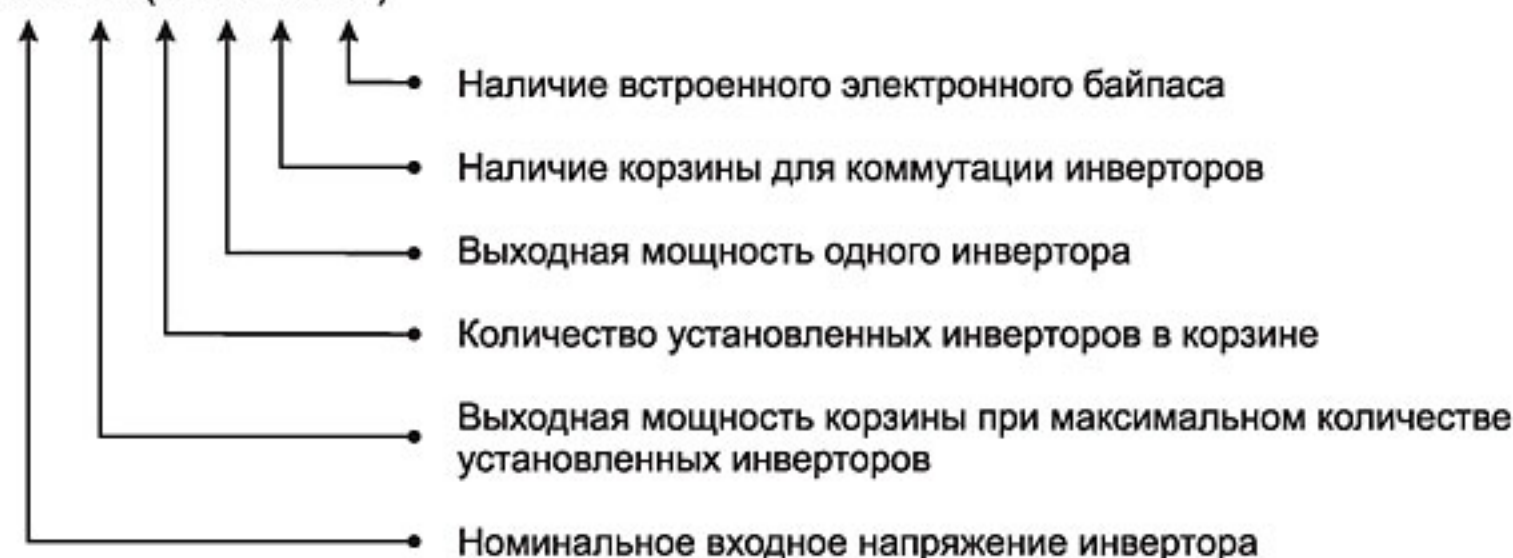 Наличие встроенного электронного байпаса
Наличие корзины для коммутации инверторов
Выходная мощность одного инвертора
Количество установленных инверторов в корзине
Выходная мощность корзины при максимальном количестве
установленных инверторов
Номинальное входное напряжение инвертора